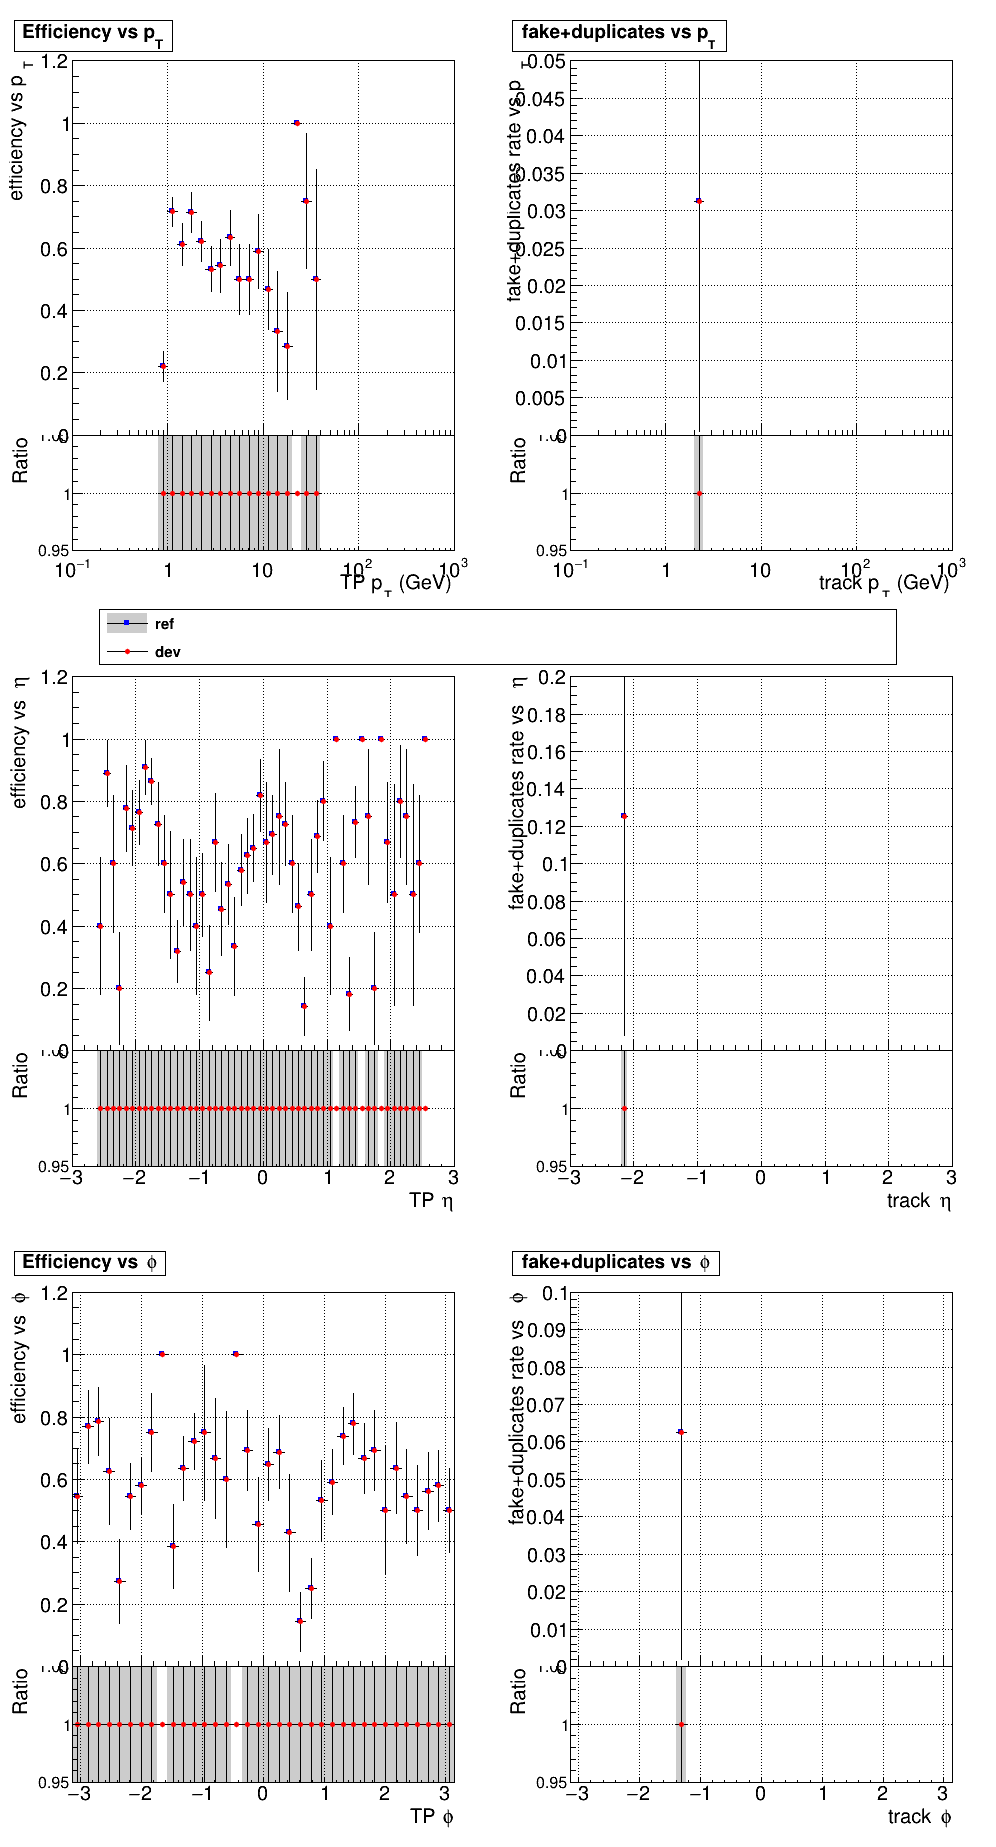 Efficiency vs p_T
fake+duplicates vs p_T
efficiency vs p_T
1.2
1
0.8
0.6
0.4
0.2
0
Ratio
1
0.95
10−1
1
10
102
103
TP p_T (GeV)
fake+duplicates rate vs p_T
0.05
0.045
0.04
0.035
0.03
0.025
0.02
0.015
0.01
0.005
0
Ratio
1
0.95
10−1
1
10
102
103
track p_T (GeV)
ref
dev
efficiency vs η
1.2
1
0.8
0.6
0.4
0.2
0
Ratio
1
0.95
−3 −2 −1 0 1 2 3
TP η
fake+duplicates rate vs η
0.2
0.18
0.16
0.14
0.12
0.1
0.08
0.06
0.04
0.02
0
Ratio
1
0.95
−3 −2 −1 0 1 2 3
track η
Efficiency vs ϕ
fake+duplicates vs ϕ
efficiency vs ϕ
1.2
1
0.8
0.6
0.4
0.2
0
Ratio
1
0.95
−3 −2 −1 0 1 2 3
TP ϕ
fake+duplicates rate vs ϕ
0.1
0.09
0.08
0.07
0.06
0.05
0.04
0.03
0.02
0.01
0
Ratio
1
0.95
−3 −2 −1 0 1 2 3
track ϕ